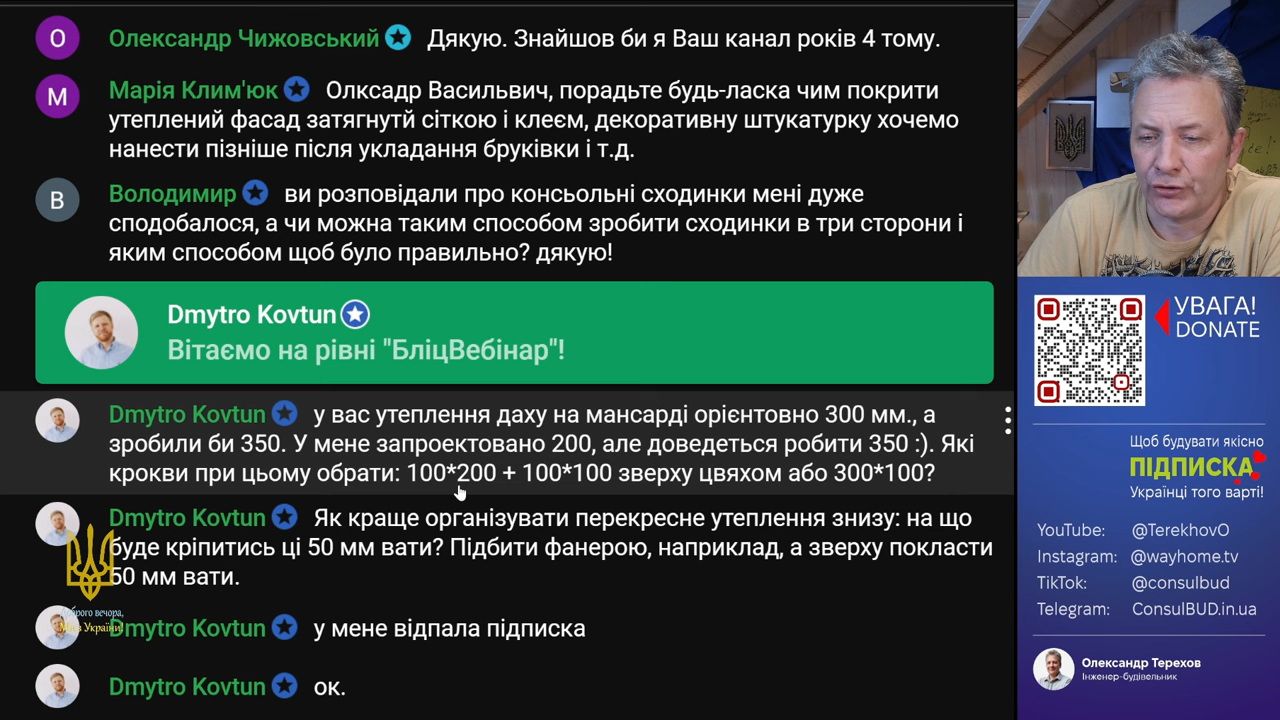 О
Олександр Чижовський Дякую. Знайшов би я Ваш канал років 4 тому.
М
Марія Клим'юк Олксадр Васильвич, порадьте будь-ласка чим покрити
утеплений фасад затягнутй сіткою і клеєм, декоративну штукатурку хочемо
нанести пізніше після укладання бруківки і т.д.
В
Володимир ви розповідали про консольні сходинки мені дуже
сподобалося, а чи можна таким способом зробити сходинки в три сторони і
яким способом щоб було правильно? дякую!
Dmytro Kovtun
Вітаємо на рівні "БліцВебінар"!
Dmytro Kovtun у вас утеплення даху на мансарді орієнтовно 300 мм., а
зробили би 350. У мене запроектовано 200, але доведеться робити 350 :). Які
крокви при цьому обрати: 100*200 + 100*100 зверху цвяхом або 300*100?
Dmytro Kovtun Як краще організувати перекресне утеплення знизу: на що
буде кріпитись ці 50 мм вати? Підбити фанерою, наприклад, а зверху покласти
50 мм вати.
Доброго вечора,
Ми з України!
Dmytro Kovtun у мене відпала підписка
Dmytro Kovtun ок.
УВАГА!
DONATE
Щоб будувати якісно
ПІДПИСКА
Українці того варті!
YouTube: @TerekhovO
Instagram: @wayhome.tv
TikTok: @consulbud
Telegram: ConsulBUD.in.ua
Олександр Терехов
Інженер-будівельник